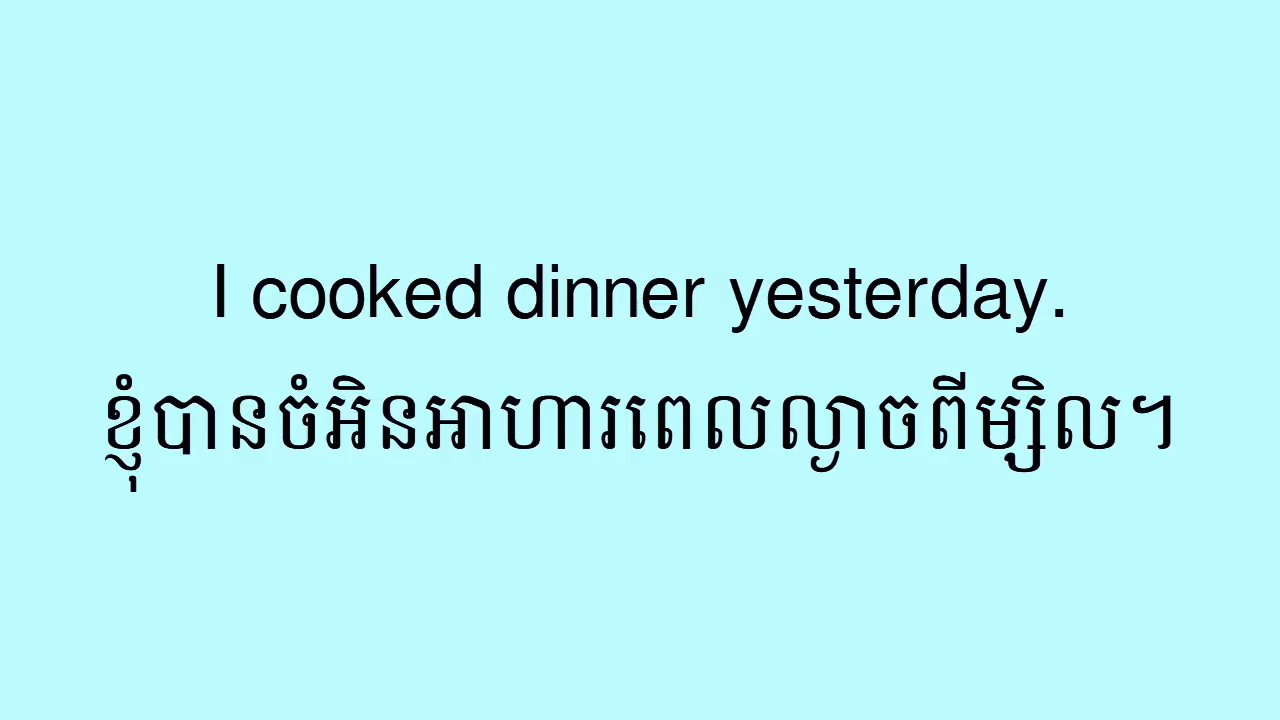 I cooked dinner yesterday.
ខ្ញុំបានចំអិនអាហារពេលល្ងាចពីម្សិល។